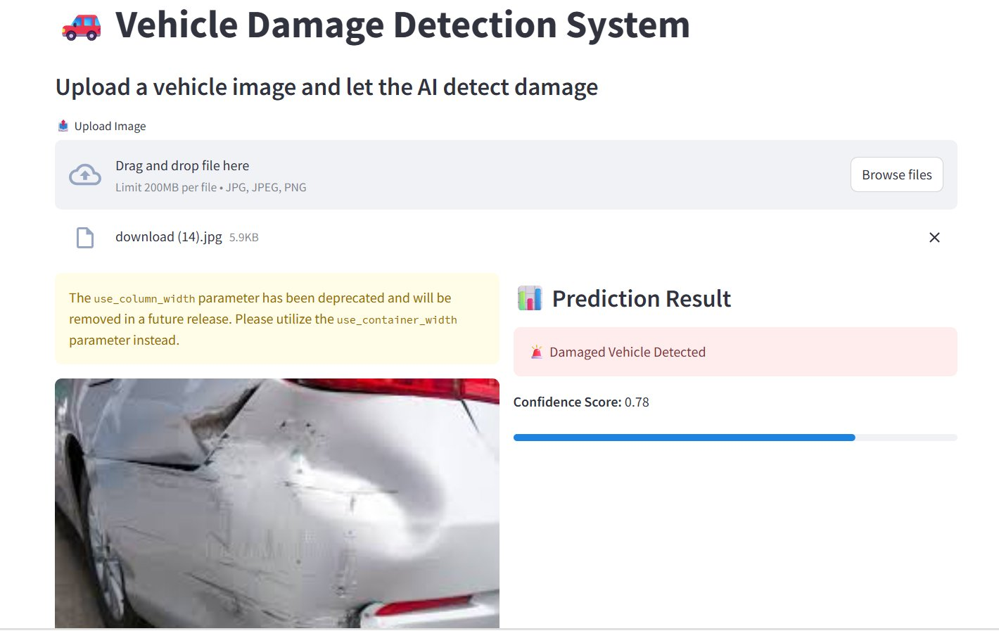 Vehicle Damage Detection System
Upload a vehicle image and let the AI detect damage
Upload Image
Drag and drop file here
Limit 200MB per file • JPG, JPEG, PNG
Browse files
download (14).jpg 5.9KB
The use_column_width parameter has been deprecated and will be
removed in a future release. Please utilize the use_container_width
parameter instead.
Prediction Result
Damaged Vehicle Detected
Confidence Score: 0.78